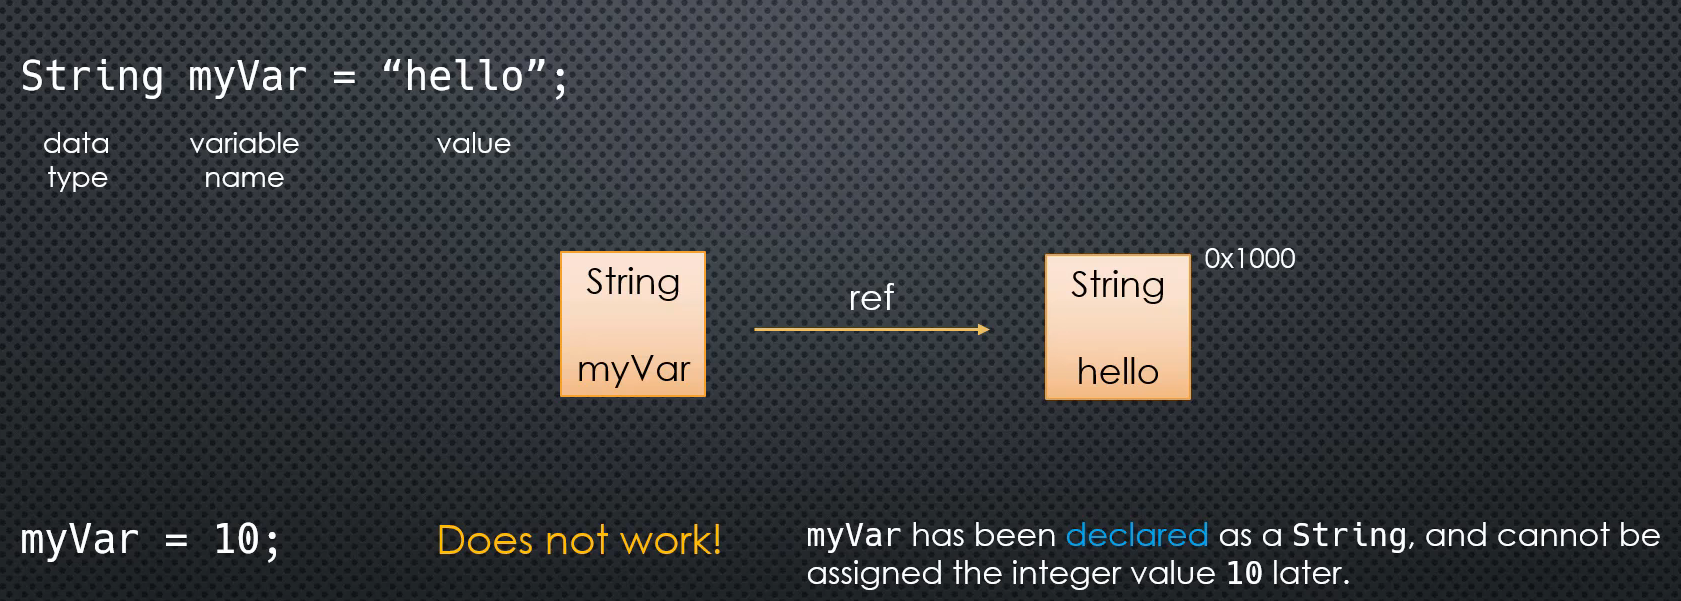 String myVar = “hello”;
data type
variable name
value
String
myVar
ref
String
hello
0x1000
myVar = 10;
Does not work!
myVar has been declared as a String, and cannot be
assigned the integer value 10 later.